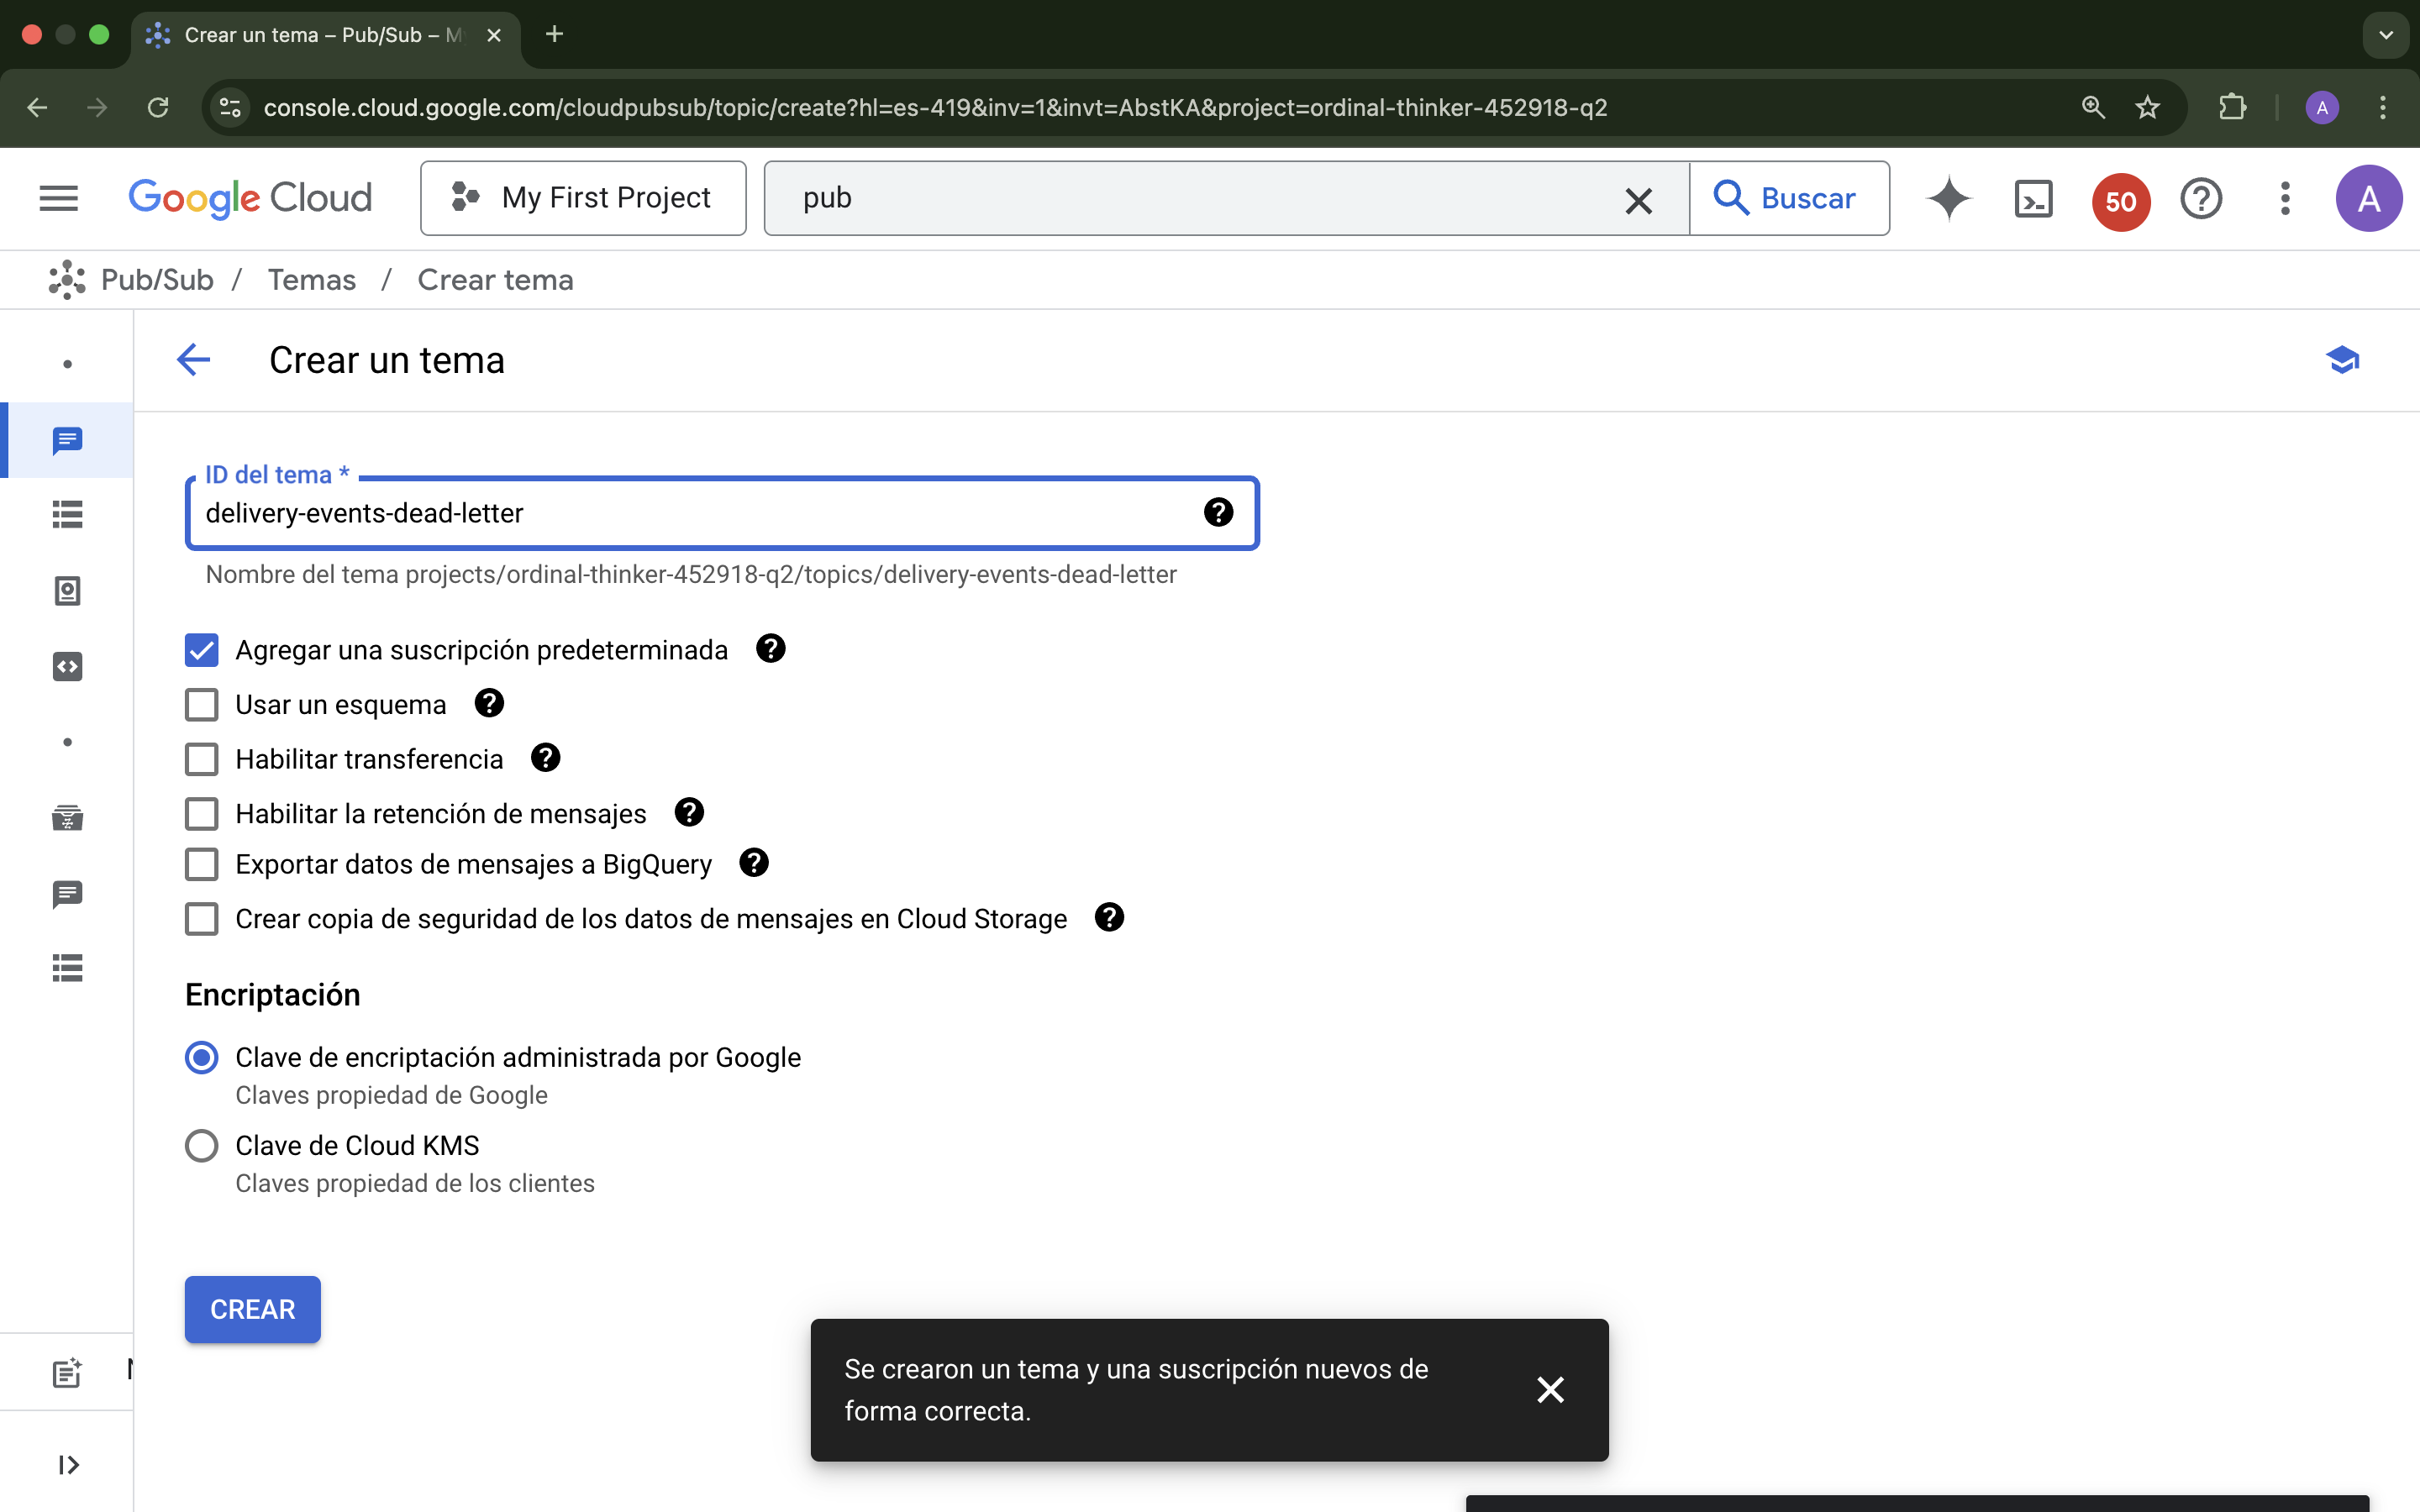 Crear un tema – Pub/Sub – M
console.cloud.google.com/cloudpubsub/topic/create?hl=es-419&inv=1&invt=AbstKA&project=ordinal-thinker-452918-q2
A
Google Cloud
My First Project
pub
Buscar
50
A
Pub/Sub / Temas / Crear tema
Crear un tema
ID del tema *
delivery-events-dead-letter
Nombre del tema projects/ordinal-thinker-452918-q2/topics/delivery-events-dead-letter
Agregar una suscripción predeterminada
Usar un esquema
Habilitar transferencia
Habilitar la retención de mensajes
Exportar datos de mensajes a BigQuery
Crear copia de seguridad de los datos de mensajes en Cloud Storage
Encriptación
Clave de encriptación administrada por Google
Claves propiedad de Google
Clave de Cloud KMS
Claves propiedad de los clientes
CREAR
Se crearon un tema y una suscripción nuevos de
forma correcta.